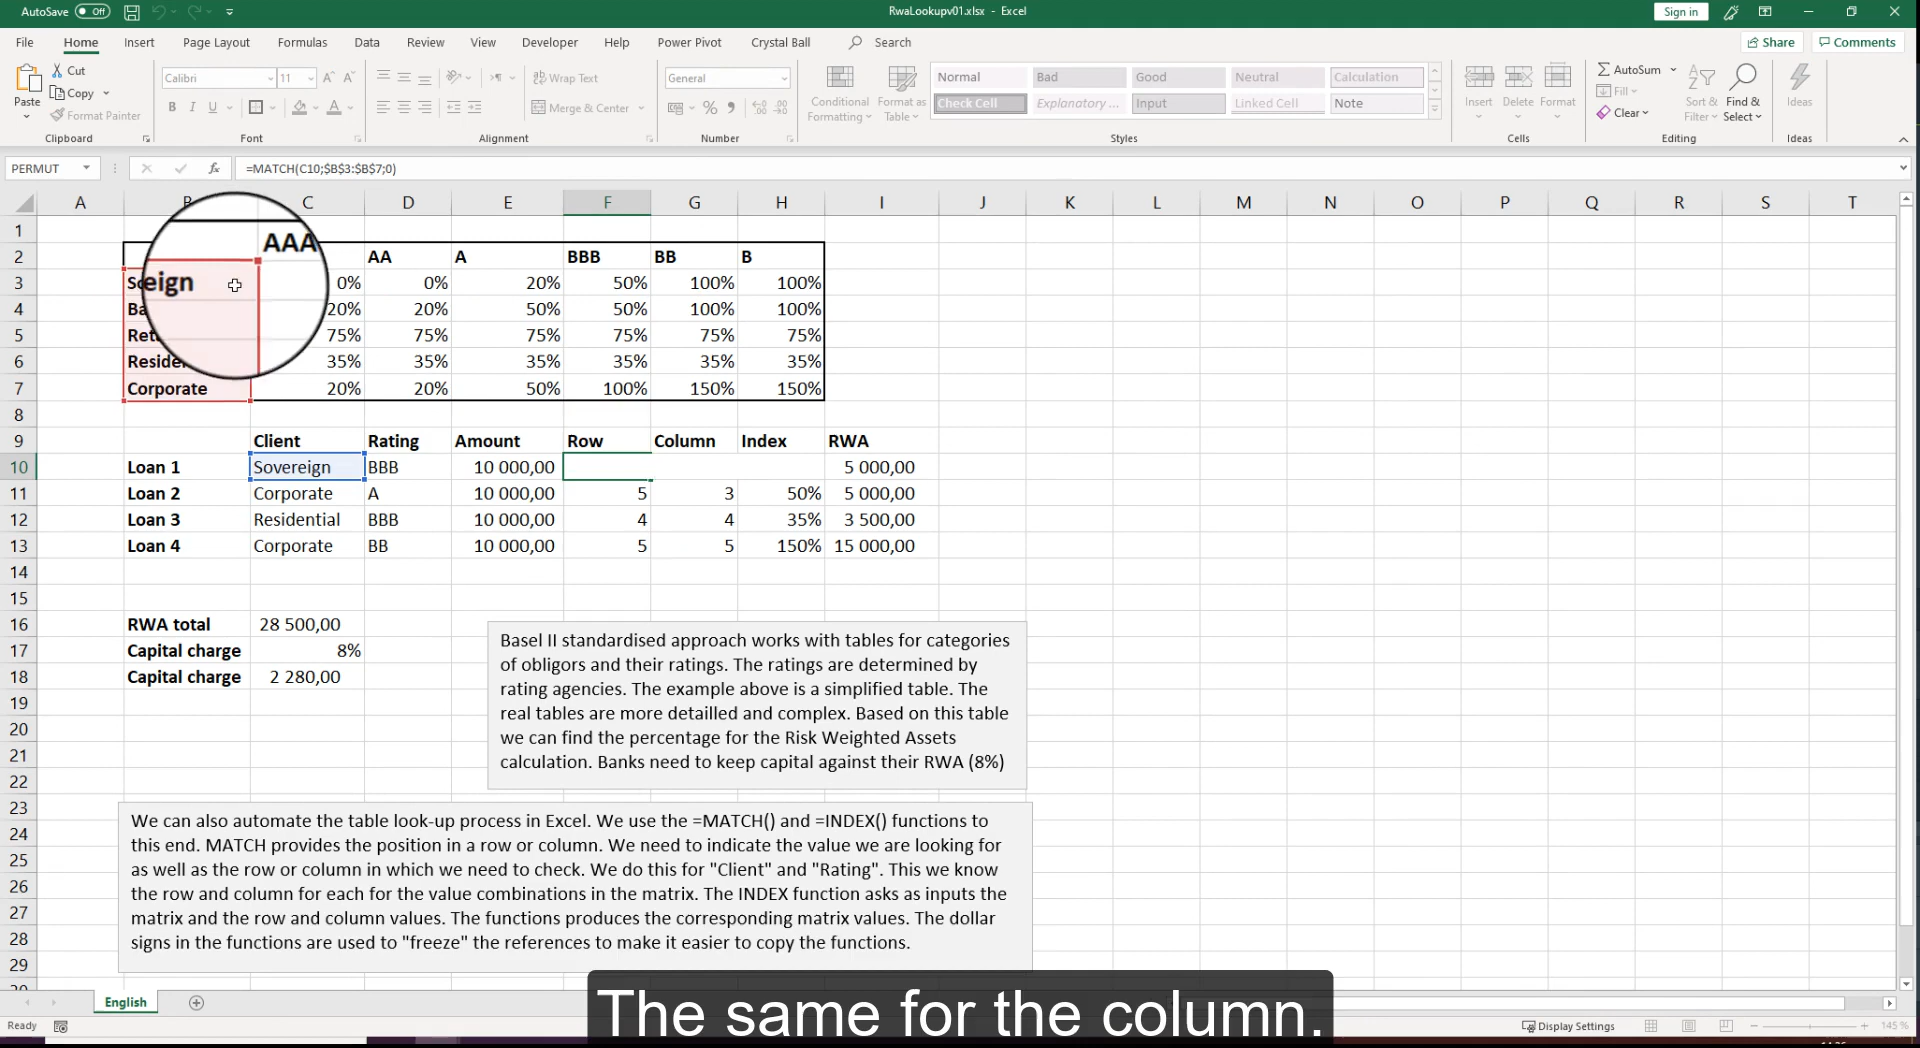 AutoSave Off RwaLookupv01.xlsx - Excel Sign in
File Home Insert Page Layout Formulas Data Review View Developer Help Power Pivot Crystal Ball Search Share Comments
Paste Cut Copy Format Painter
Calibri 11
Wrap Text
Merge & Center
General
Conditional Formatting Format as Table
Normal Bad Good Neutral Calculation
Check Cell Explanatory ... Input Linked Cell Note
Insert Delete Format
AutoSum Fill Clear
Sort & Filter Find & Select
Ideas
Clipboard Font Alignment Number Styles Cells Editing Ideas
PERMUT fx =MATCH(C10;$B$3:$B$7;0)
A B C D E F G H I J K L M N O P Q R S T
1
2 AAA AA A BBB BB B
3 So eign 0% 0% 20% 50% 100% 100%
4 Ba 20% 20% 50% 50% 100% 100%
5 Ret 75% 75% 75% 75% 75% 75%
6 Reside 35% 35% 35% 35% 35% 35%
7 Corporate 20% 20% 50% 100% 150% 150%
8
9 Client Rating Amount Row Column Index RWA
10 Loan 1 Sovereign BBB 10 000,00 5 000,00
11 Loan 2 Corporate A 10 000,00 5 3 50% 5 000,00
12 Loan 3 Residential BBB 10 000,00 4 4 35% 3 500,00
13 Loan 4 Corporate BB 10 000,00 5 5 150% 15 000,00
14
15
16 RWA total 28 500,00
17 Capital charge 8%
18 Capital charge 2 280,00
19
20
21
22
23
24
25
26
27
28
29
Basel II standardised approach works with tables for categories
of obligors and their ratings. The ratings are determined by
rating agencies. The example above is a simplified table. The
real tables are more detailled and complex. Based on this table
we can find the percentage for the Risk Weighted Assets
calculation. Banks need to keep capital against their RWA (8%)
We can also automate the table look-up process in Excel. We use the =MATCH() and =INDEX() functions to
this end. MATCH provides the position in a row or column. We need to indicate the value we are looking for
as well as the row or column in which we need to check. We do this for "Client" and "Rating". This we know
the row and column for each for the value combinations in the matrix. The INDEX function asks as inputs the
matrix and the row and column values. The functions produces the corresponding matrix values. The dollar
signs in the functions are used to "freeze" the references to make it easier to copy the functions.
English
The same for the column.
Ready Display Settings 145 %